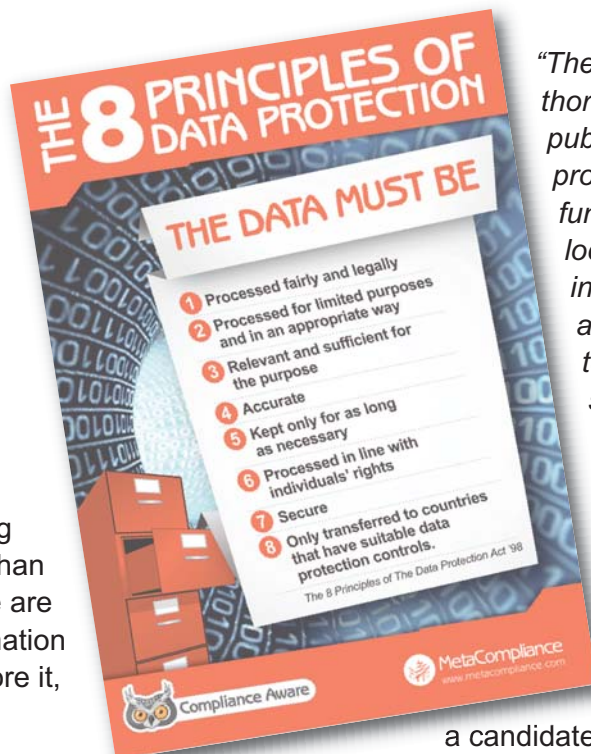 THE 8 PRINCIPLES OF
DATA PROTECTION
THE DATA MUST BE
1 Processed fairly and legally
2 Processed for limited purposes
and in an appropriate way
3 Relevant and sufficient for
the purpose
4 Accurate
5 Kept only for as long
as necessary
6 Processed in line with
individuals' rights
7 Secure
8 Only transferred to countries
that have suitable data
protection controls.
The 8 Principles of The Data Protection Act '98
Compliance Aware
MetaCompliance
www.metacompliance.com
“The
thor
pub
pro
fun
loc
in
a
t
s
g
han
e are
nation
ore it,
a candidate